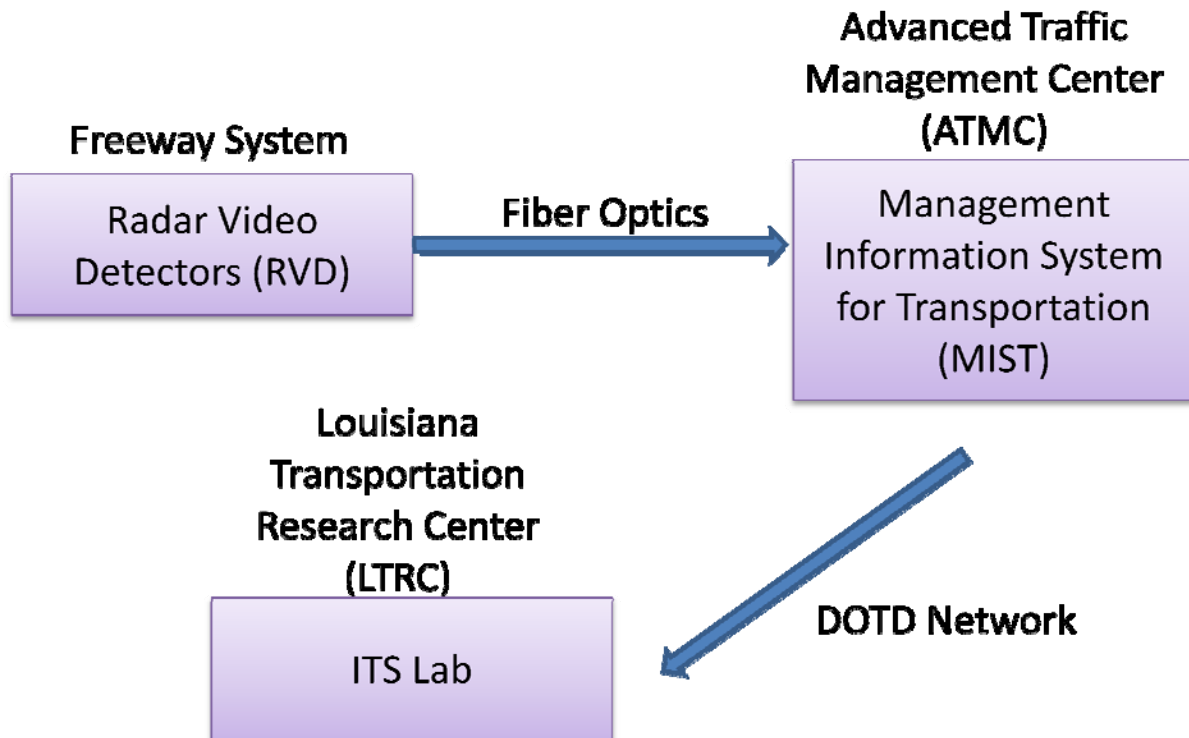 Freeway System
Radar Video
Detectors (RVD)
Fiber Optics
Advanced Traffic
Management Center
(ATMC)
Management
Information System
for Transportation
(MIST)
Louisiana
Transportation
Research Center
(LTRC)
ITS Lab
DOTD Network